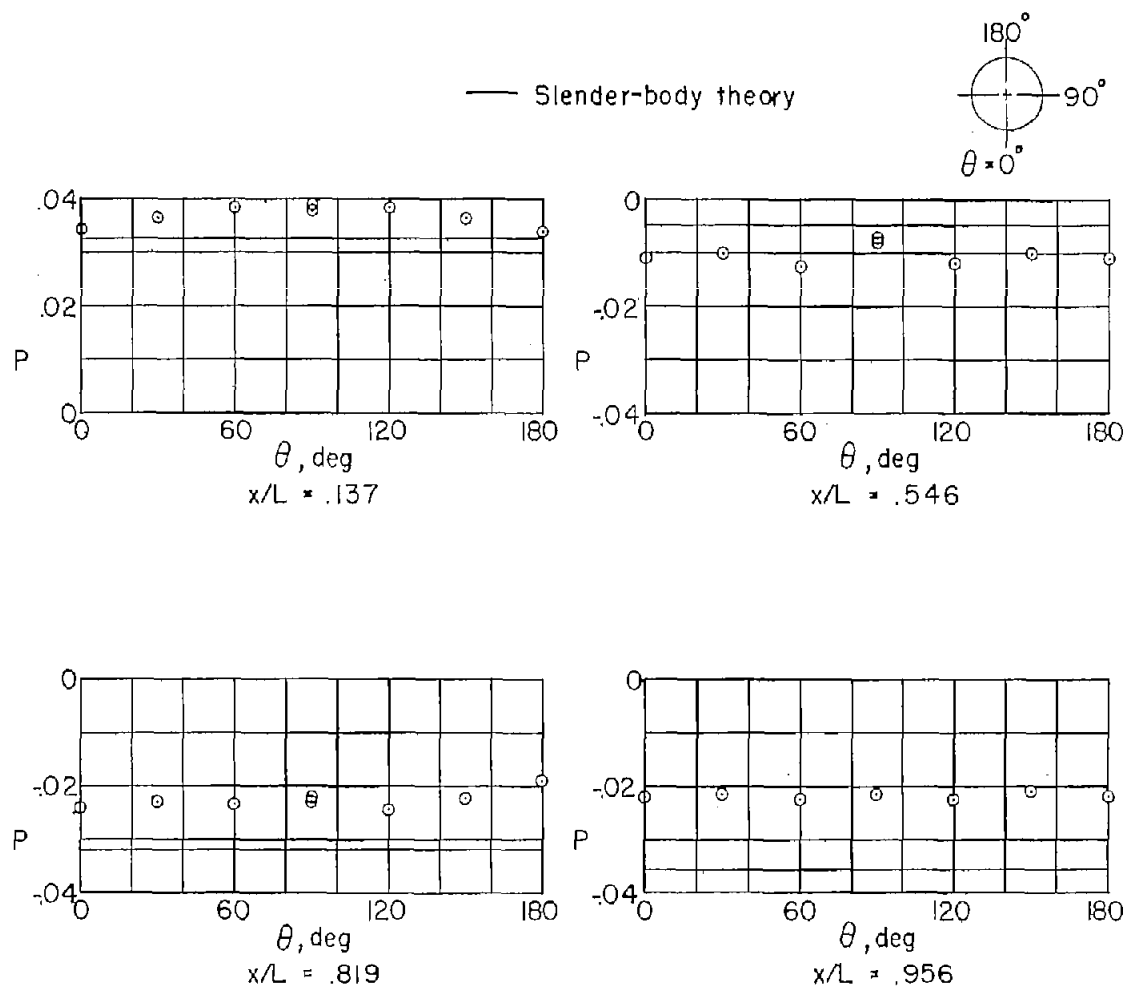 180°
— Slender-body theory
90°
θ = 0°
.04
.02
P
0
0 60 120 180
θ, deg
x/L = .137
0
-.02
P
-.04
0 60 120 180
θ, deg
x/L = .546
0
-.02
P
-.04
0 60 120 180
θ, deg
x/L = .819
0
-.02
P
-.04
0 60 120 180
θ, deg
x/L = .956